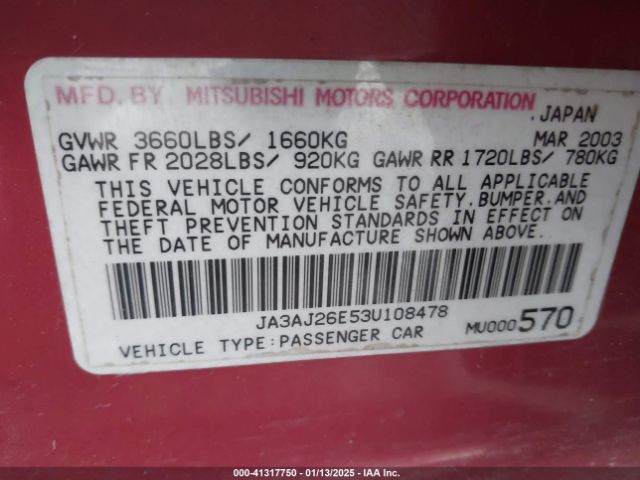 MFD. BY MITSUBISHI MOTORS CORPORATION
.JAPAN
GVWR 3660LBS/ 1660KG MAR 2003
GAWR FR 2028LBS/ 920KG GAWR RR 1720LBS/ 780KG
THIS VEHICLE CONFORMS TO ALL APPLICABLE
FEDERAL MOTOR VEHICLE SAFETY.BUMPER.AND
THEFT PREVENTION STANDARDS IN EFFECT ON
THE DATE OF MANUFACTURE SHOWN ABOVE.
JA3AJ26E53U108478
VEHICLE TYPE:PASSENGER CAR MU000570
000-41317750 - 01/13/2025 - IAA Inc.